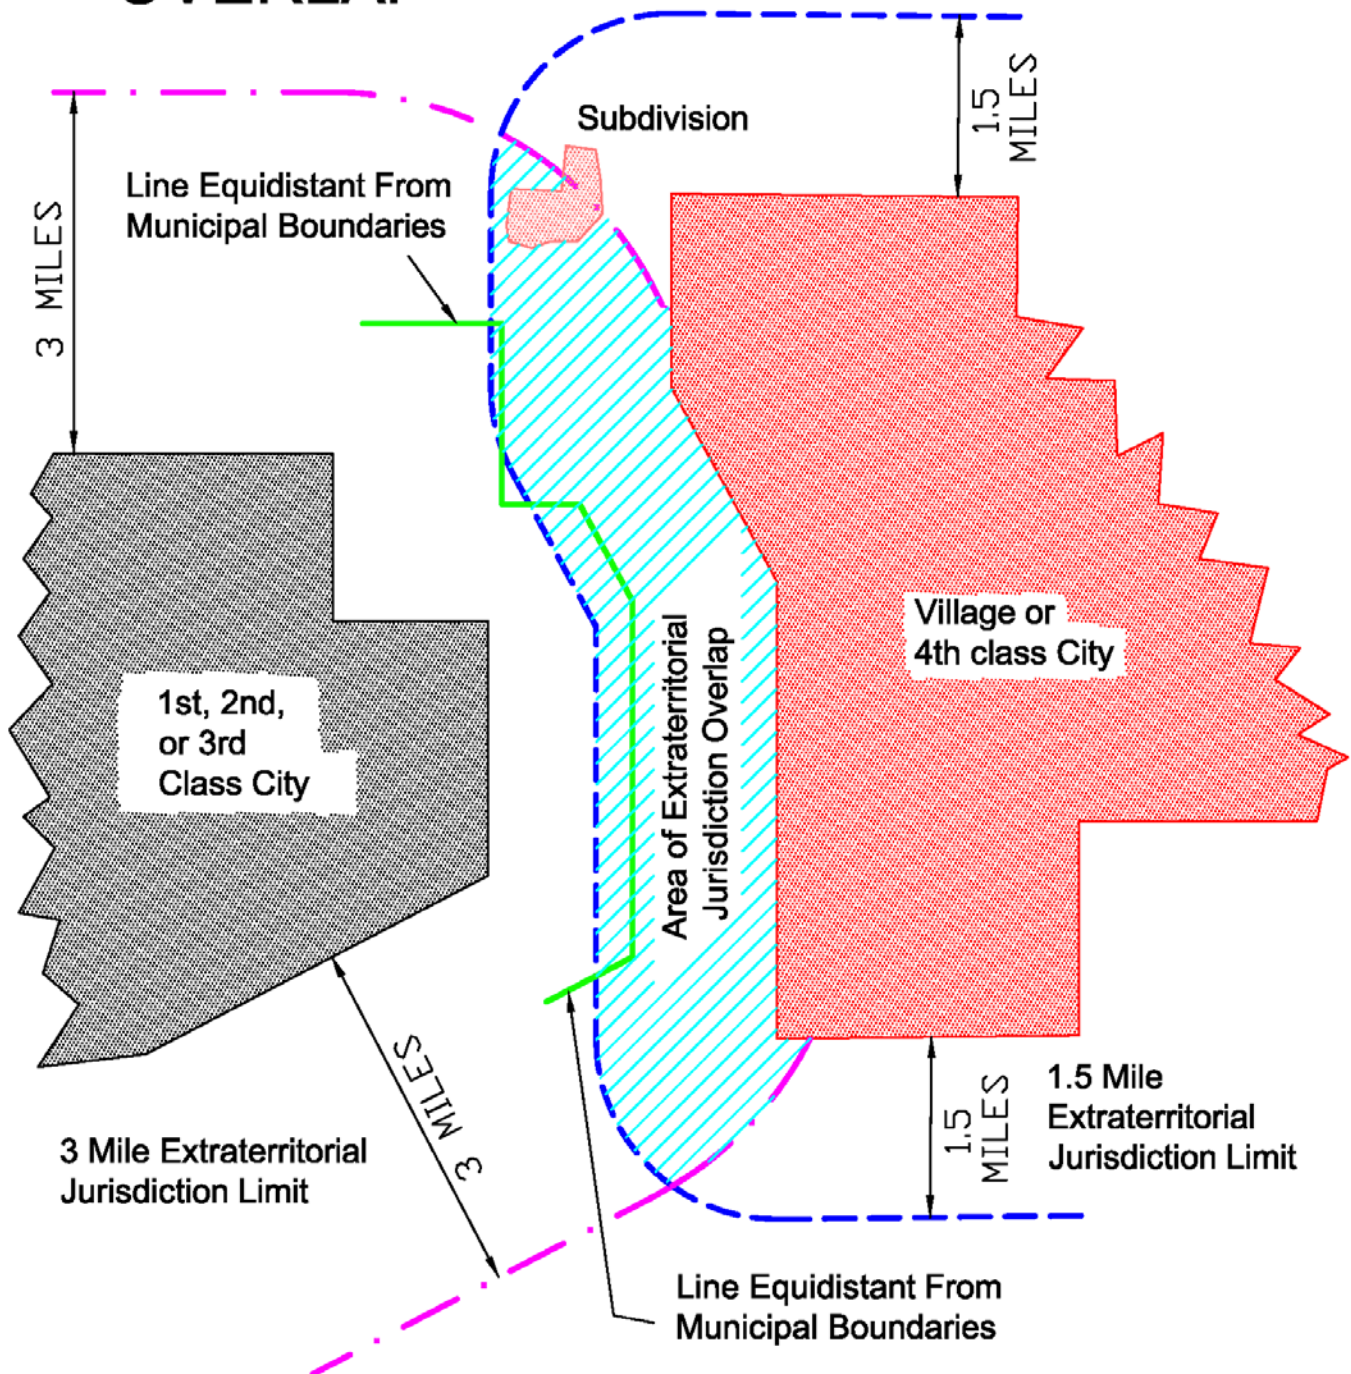 Subdivision
1.5
MILES
Line Equidistant From
Municipal Boundaries
3 MILES
Village or
4th class City
1st, 2nd,
or 3rd
Class City
Area of Extraterritorial
Jurisdiction Overlap
3 MILES
3 Mile Extraterritorial
Jurisdiction Limit
1.5
MILES
1.5 Mile
Extraterritorial
Jurisdiction Limit
Line Equidistant From
Municipal Boundaries